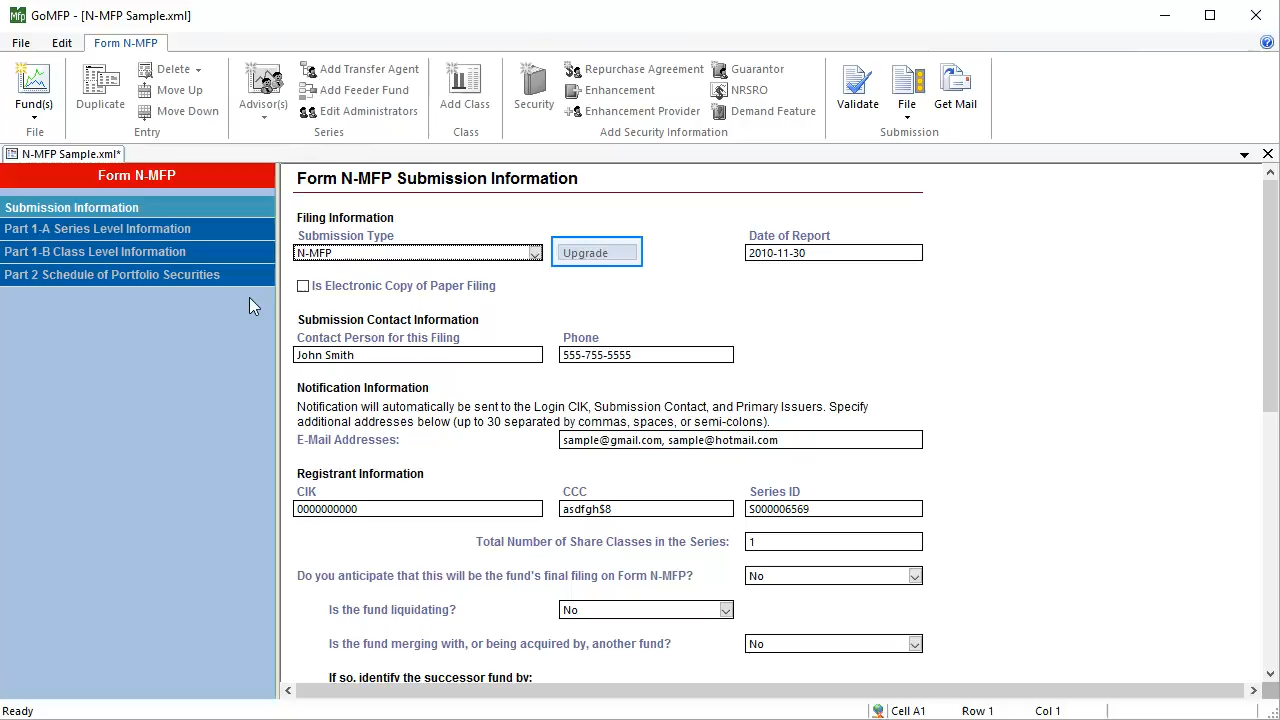 Mfp GoMFP - [N-MFP Sample.xml]
File Edit Form N-MFP
Fund(s) Duplicate Delete Move Up Move Down Advisor(s) Add Transfer Agent Add Feeder Fund Edit Administrators Add Class Security Repurchase Agreement Enhancement Enhancement Provider Guarantor NRSRO Demand Feature Validate File Get Mail
File Entry Series Class Add Security Information Submission
N-MFP Sample.xml*
Form N-MFP
Submission Information
Part 1-A Series Level Information
Part 1-B Class Level Information
Part 2 Schedule of Portfolio Securities
Form N-MFP Submission Information
Filing Information
Submission Type Date of Report
N-MFP Upgrade 2010-11-30
Is Electronic Copy of Paper Filing
Submission Contact Information
Contact Person for this Filing Phone
John Smith 555-755-5555
Notification Information
Notification will automatically be sent to the Login CIK, Submission Contact, and Primary Issuers. Specify
additional addresses below (up to 30 separated by commas, spaces, or semi-colons).
E-Mail Addresses: sample@gmail.com, sample@hotmail.com
Registrant Information
CIK CCC Series ID
0000000000 asdfgh$8 S000006569
Total Number of Share Classes in the Series: 1
Do you anticipate that this will be the fund's final filing on Form N-MFP? No
Is the fund liquidating? No
Is the fund merging with, or being acquired by, another fund? No
If so, identify the successor fund by:
Ready Cell A1 Row 1 Col 1